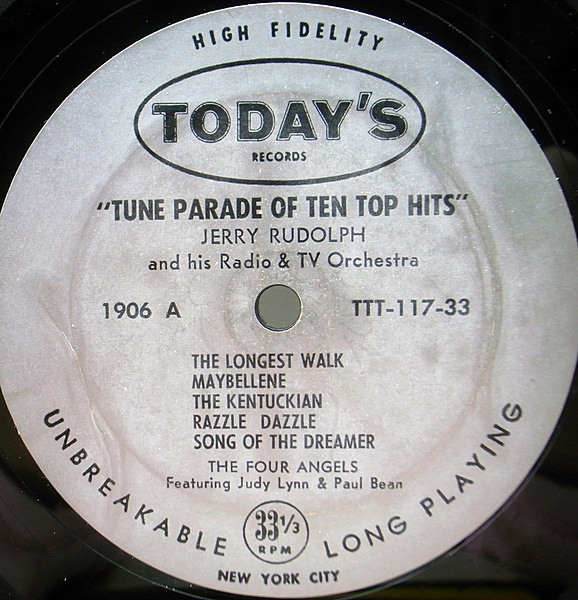 HIGH FIDELITY
TODAY'S
RECORDS
"TUNE PARADE OF TEN TOP HITS"
JERRY RUDOLPH
and his Radio & TV Orchestra
1906 A
TTT-117-33
THE LONGEST WALK
MAYBELLENE
THE KENTUCKIAN
RAZZLE DAZZLE
SONG OF THE DREAMER
THE FOUR ANGELS
Featuring Judy Lynn & Paul Bean
UNBREAKABLE
33 1/3
RPM
LONG PLAYING
NEW YORK CITY